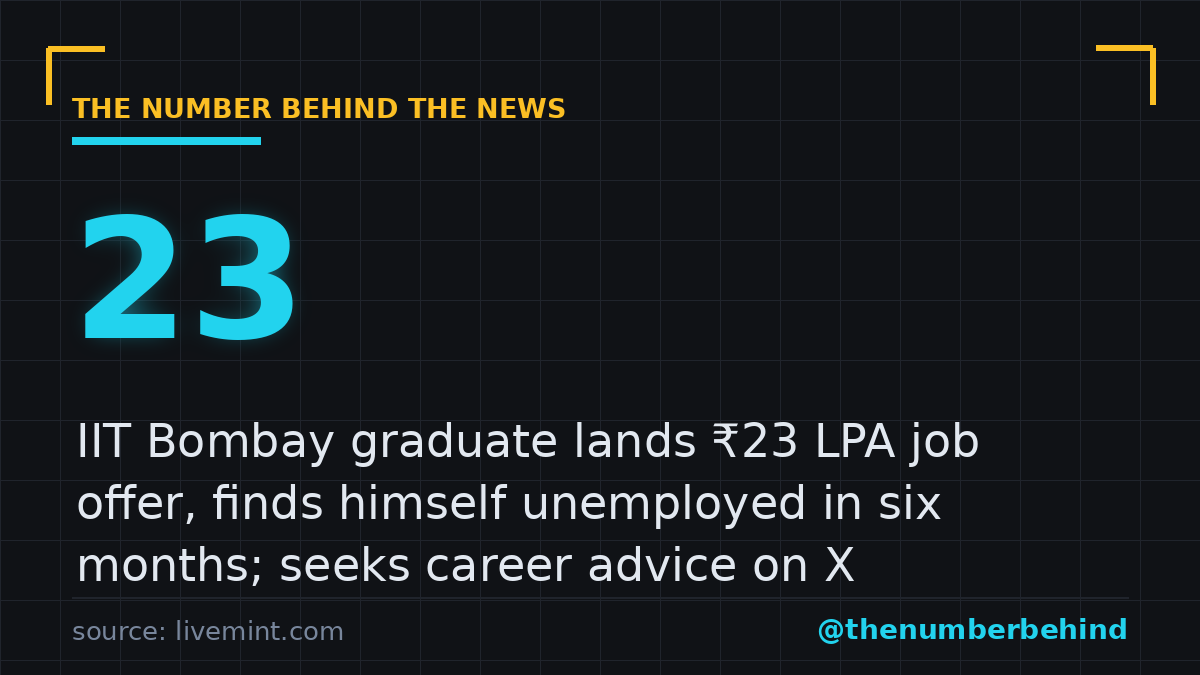 THE NUMBER BEHIND THE NEWS
23
IIT Bombay graduate lands ₹23 LPA job
offer, finds himself unemployed in six
months; seeks career advice on X
source: livemint.com
@thenumberbehind